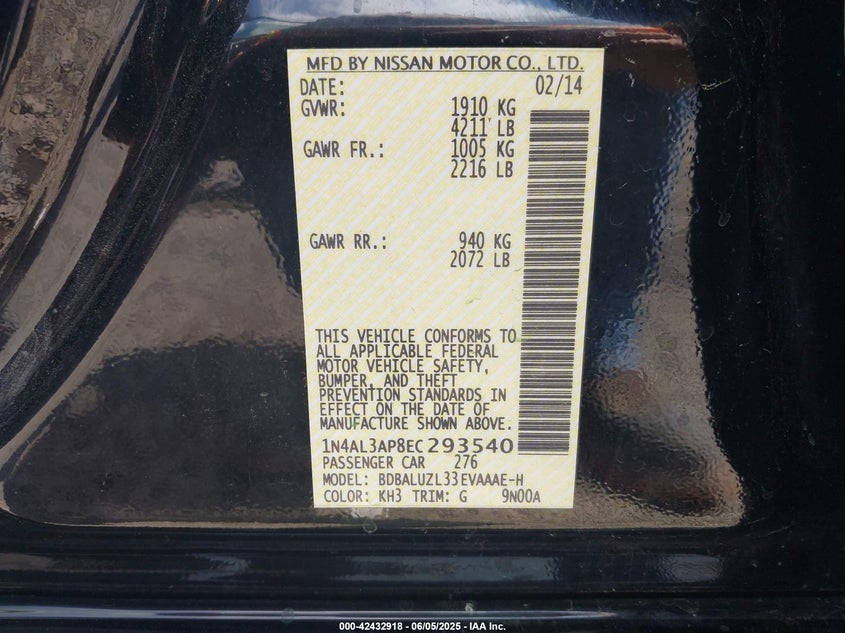 MFD BY NISSAN MOTOR CO., LTD.
DATE: 02/14
GVWR: 1910 KG
4211 LB
GAWR FR.: 1005 KG
2216 LB
GAWR RR.: 940 KG
2072 LB
THIS VEHICLE CONFORMS TO
ALL APPLICABLE FEDERAL
MOTOR VEHICLE SAFETY,
BUMPER, AND THEFT
PREVENTION STANDARDS IN
EFFECT ON THE DATE OF
MANUFACTURE SHOWN ABOVE.
1N4AL3AP8EC293540
PASSENGER CAR 276
MODEL: BDBALUZL33EVAAAE-H
COLOR: KH3 TRIM: G 9N00A
000-42432918 - 06/05/2025 - IAA Inc.